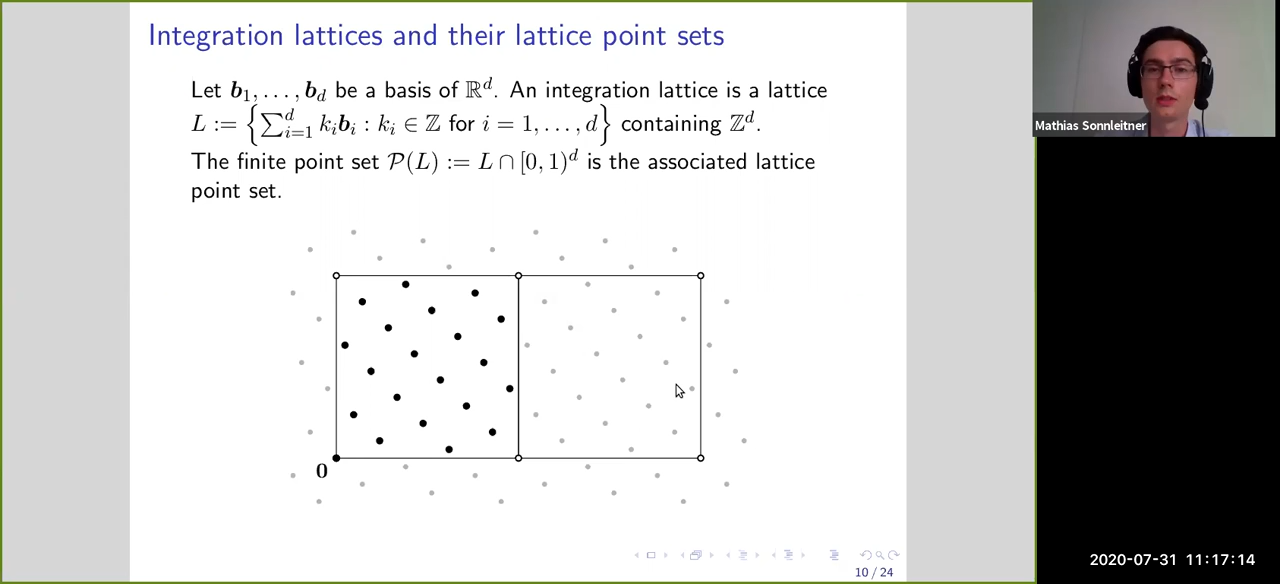 Integration lattices and their lattice point sets
Let 𝒃₁, . . . , 𝒃_d be a basis of ℝᵈ. An integration lattice is a lattice
L := {∑ᵈᵢ₌₁ kᵢ𝒃ᵢ : kᵢ ∈ ℤ for i = 1, . . . , d} containing ℤᵈ.
The finite point set 𝒫(L) := L ∩ [0, 1)ᵈ is the associated lattice
point set.
0
10 / 24
Mathias Sonnleitner
2020-07-31 11:17:14